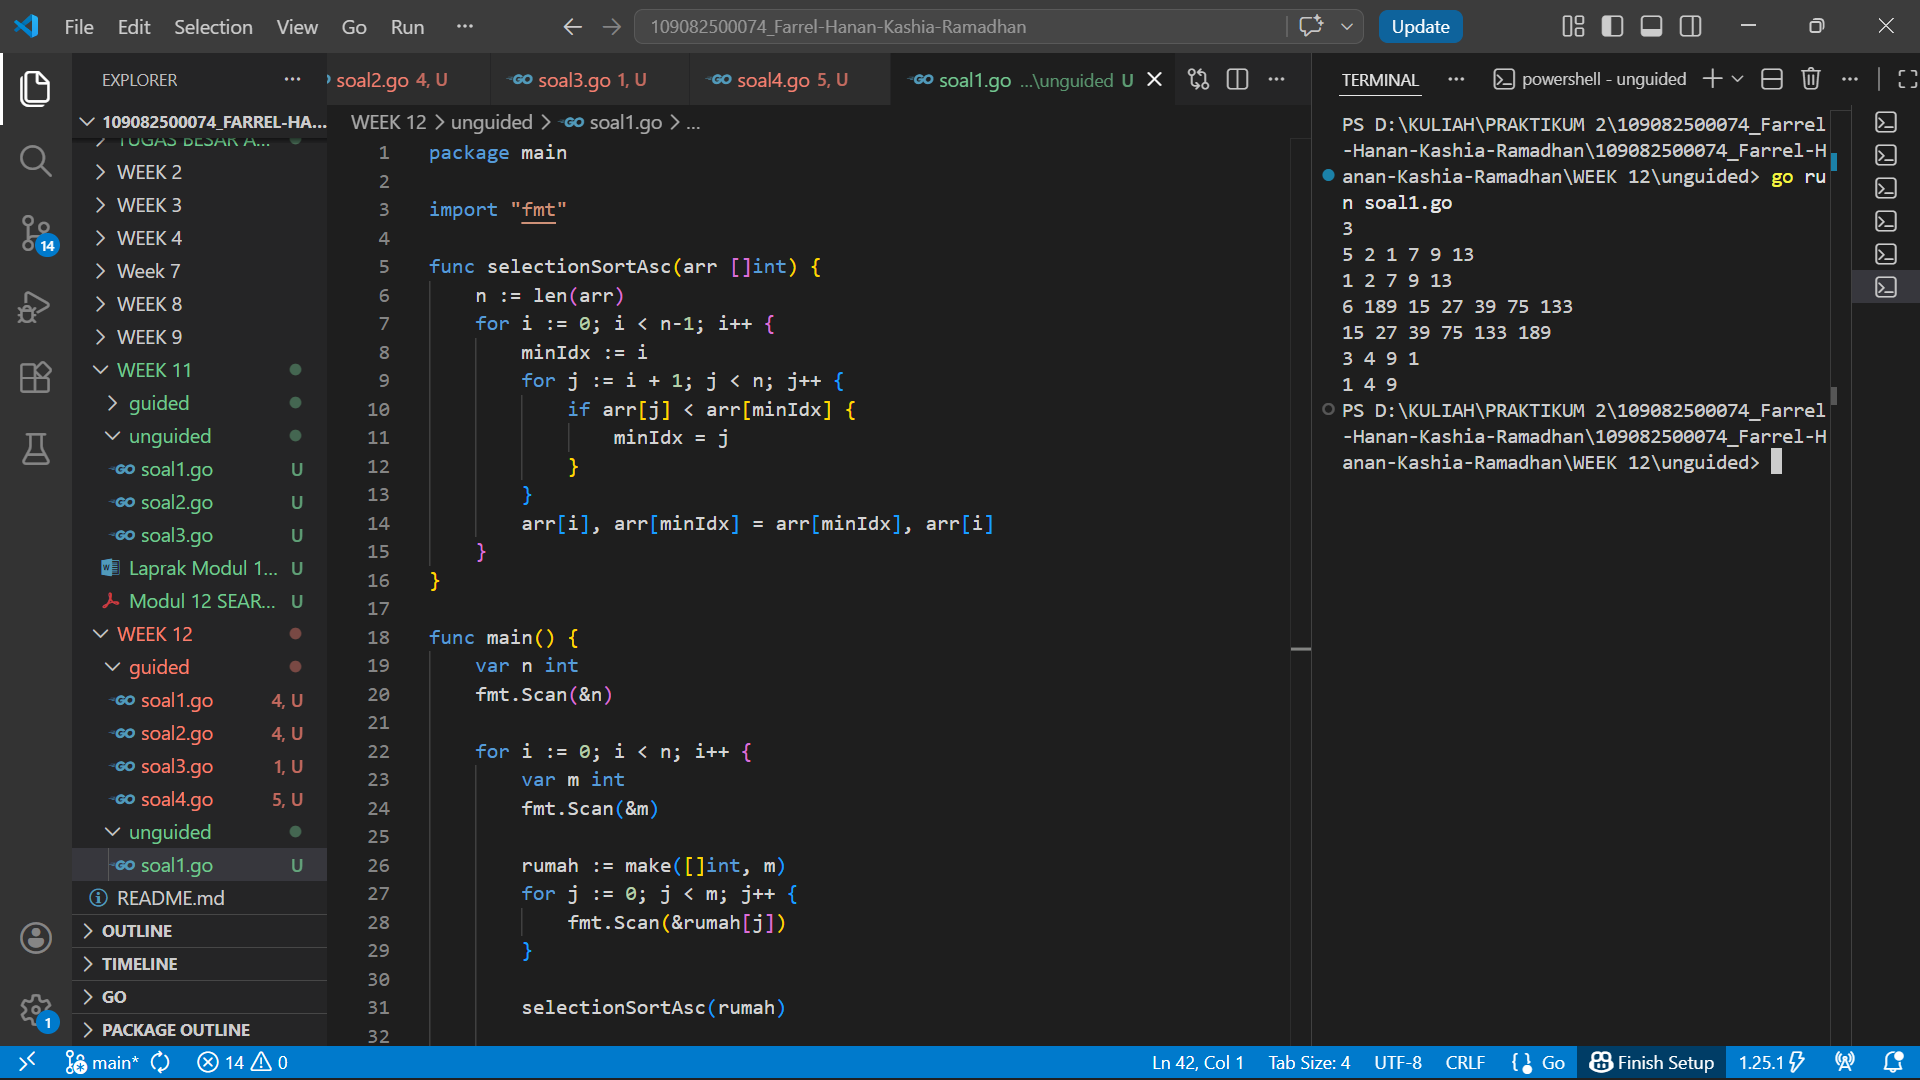 File Edit Selection View Go Run ···
109082500074_Farrel-Hanan-Kashia-Ramadhan
Update
EXPLORER
109082500074_FARREL-HA...
TUGAS BESAR A...
WEEK 2
WEEK 3
WEEK 4
Week 7
WEEK 8
WEEK 9
WEEK 11
guided
unguided
soal1.go U
soal2.go U
soal3.go U
Laprak Modul 1... U
Modul 12 SEAR... U
WEEK 12
guided
soal1.go 4, U
soal2.go 4, U
soal3.go 1, U
soal4.go 5, U
unguided
soal1.go U
README.md
OUTLINE
TIMELINE
GO
PACKAGE OUTLINE
14
1
soal2.go 4, U
soal3.go 1, U
soal4.go 5, U
soal1.go ...\unguided U
WEEK 12 > unguided > soal1.go > ...
1 package main
2
3 import "fmt"
4
5 func selectionSortAsc(arr []int) {
6 n := len(arr)
7 for i := 0; i < n-1; i++ {
8 minIdx := i
9 for j := i + 1; j < n; j++ {
10 if arr[j] < arr[minIdx] {
11 minIdx = j
12 }
13 }
14 arr[i], arr[minIdx] = arr[minIdx], arr[i]
15 }
16 }
17
18 func main() {
19 var n int
20 fmt.Scan(&n)
21
22 for i := 0; i < n; i++ {
23 var m int
24 fmt.Scan(&m)
25
26 rumah := make([]int, m)
27 for j := 0; j < m; j++ {
28 fmt.Scan(&rumah[j])
29 }
30
31 selectionSortAsc(rumah)
32
TERMINAL
powershell - unguided
PS D:\KULIAH\PRAKTIKUM 2\109082500074_Farrel
-Hanan-Kashia-Ramadhan\109082500074_Farrel-H
anan-Kashia-Ramadhan\WEEK 12\unguided> go ru
n soal1.go
3
5 2 1 7 9 13
1 2 7 9 13
6 189 15 27 39 75 133
15 27 39 75 133 189
3 4 9 1
1 4 9
PS D:\KULIAH\PRAKTIKUM 2\109082500074_Farrel
-Hanan-Kashia-Ramadhan\109082500074_Farrel-H
anan-Kashia-Ramadhan\WEEK 12\unguided>
main* 14 0
Ln 42, Col 1 Tab Size: 4 UTF-8 CRLF {} Go Finish Setup 1.25.1